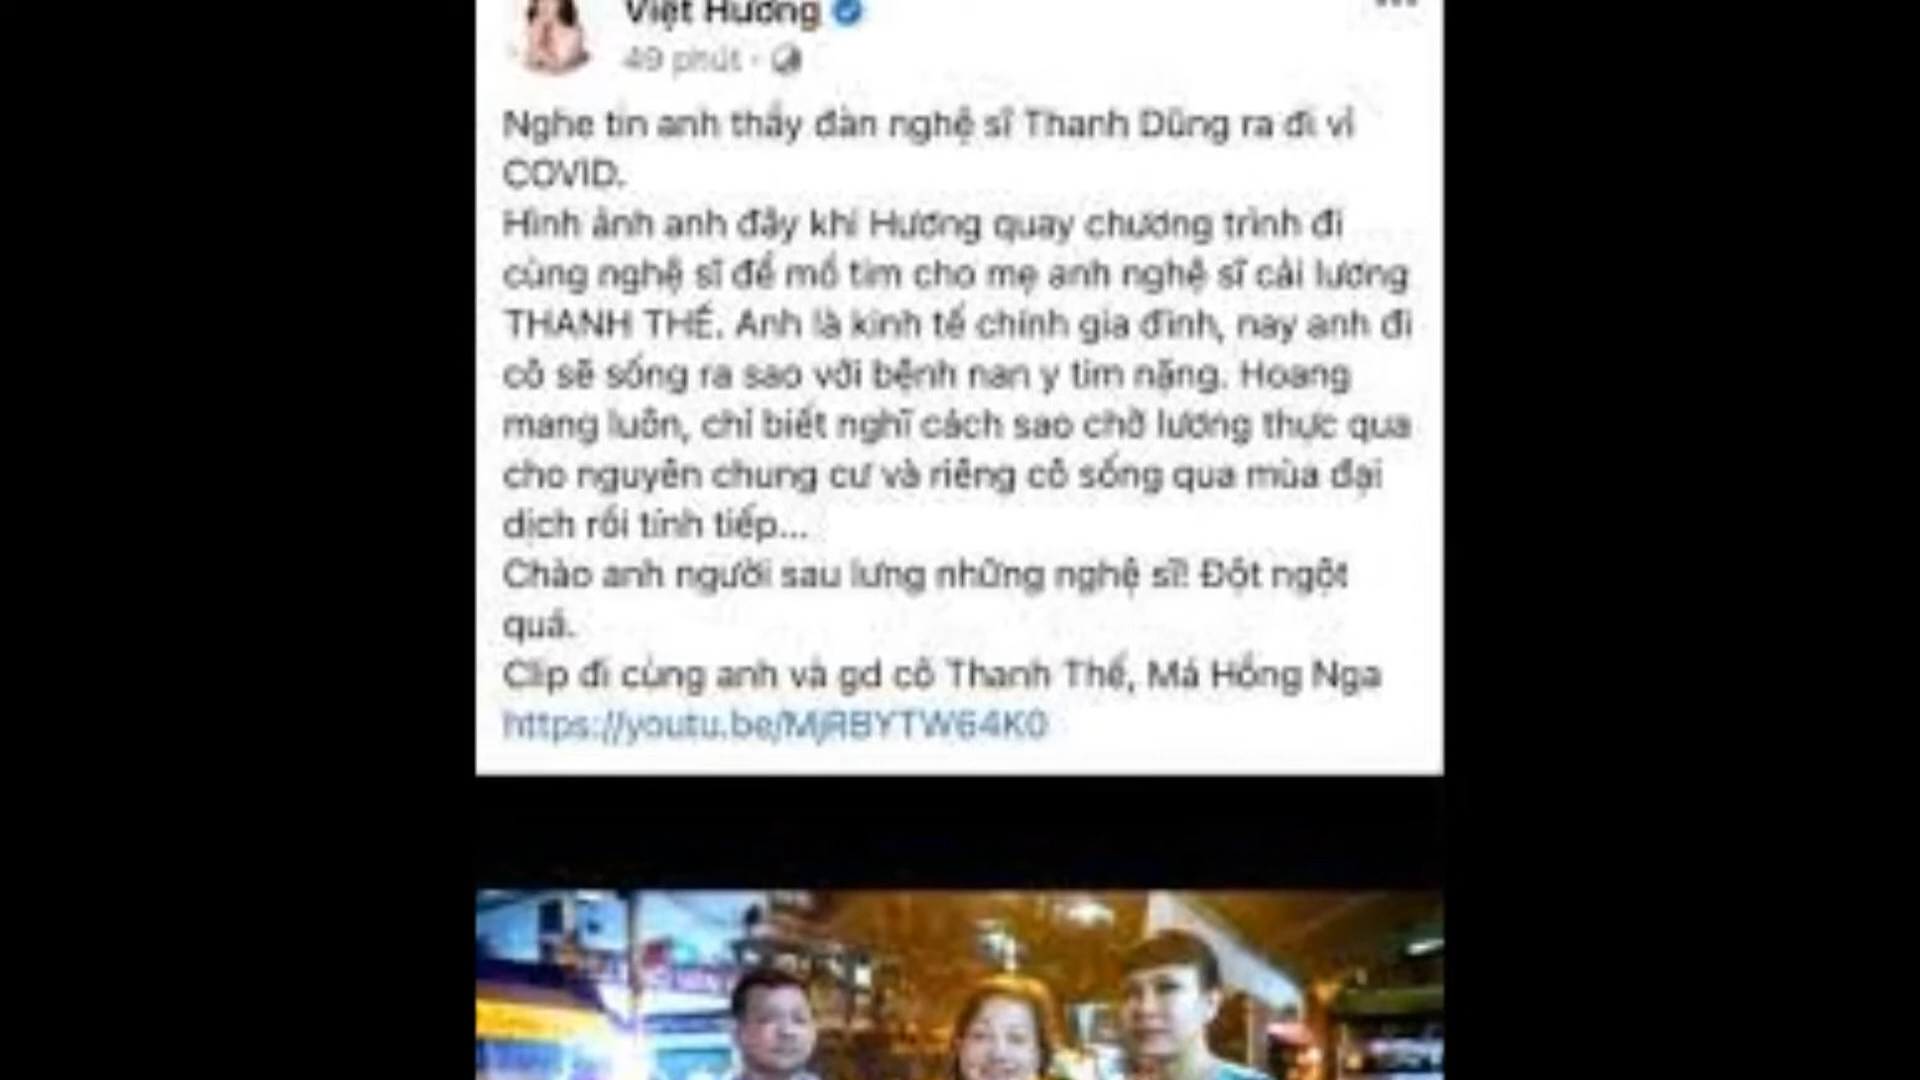 Việt Hương
49 phút ·
Nghe tin anh thầy đàn nghệ sĩ Thanh Dũng ra đi vì
COVID.
Hình ảnh anh đây khi Hương quay chương trình đi
cùng nghệ sĩ để mổ tim cho mẹ anh nghệ sĩ cải lương
THANH THẾ. Anh là kinh tế chính gia đình, nay anh đi
cô sẽ sống ra sao với bệnh nan y tim nặng. Hoang
mang luôn, chỉ biết nghĩ cách sao chở lương thực qua
cho nguyên chung cư và riêng cô sống qua mùa đại
dịch rồi tính tiếp...
Chào anh người sau lưng những nghệ sĩ! Đột ngột
quá.
Clip đi cùng anh và gd cô Thanh Thế, Má Hồng Nga
https://youtu.be/MjRBYTW64K0